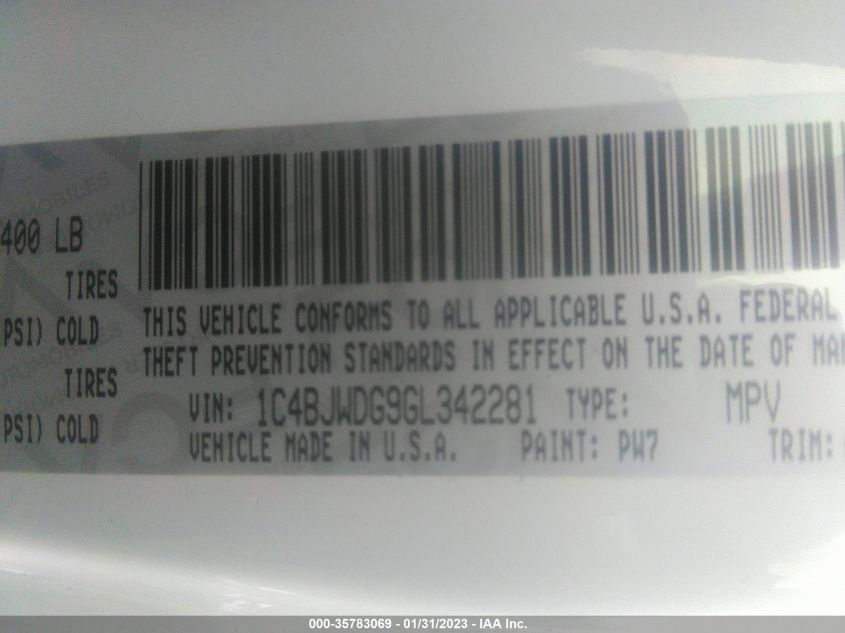 400 LB
TIRES
PSI) COLD
TIRES
PSI) COLD
THIS VEHICLE CONFORMS TO ALL APPLICABLE U.S.A. FEDERAL
THEFT PREVENTION STANDARDS IN EFFECT ON THE DATE OF MAN
VIN: 1C4BJWDG9GL342281 TYPE: MPV
VEHICLE MADE IN U.S.A. PAINT: PW7 TRIM:
000-35783069 - 01/31/2023 - IAA Inc.